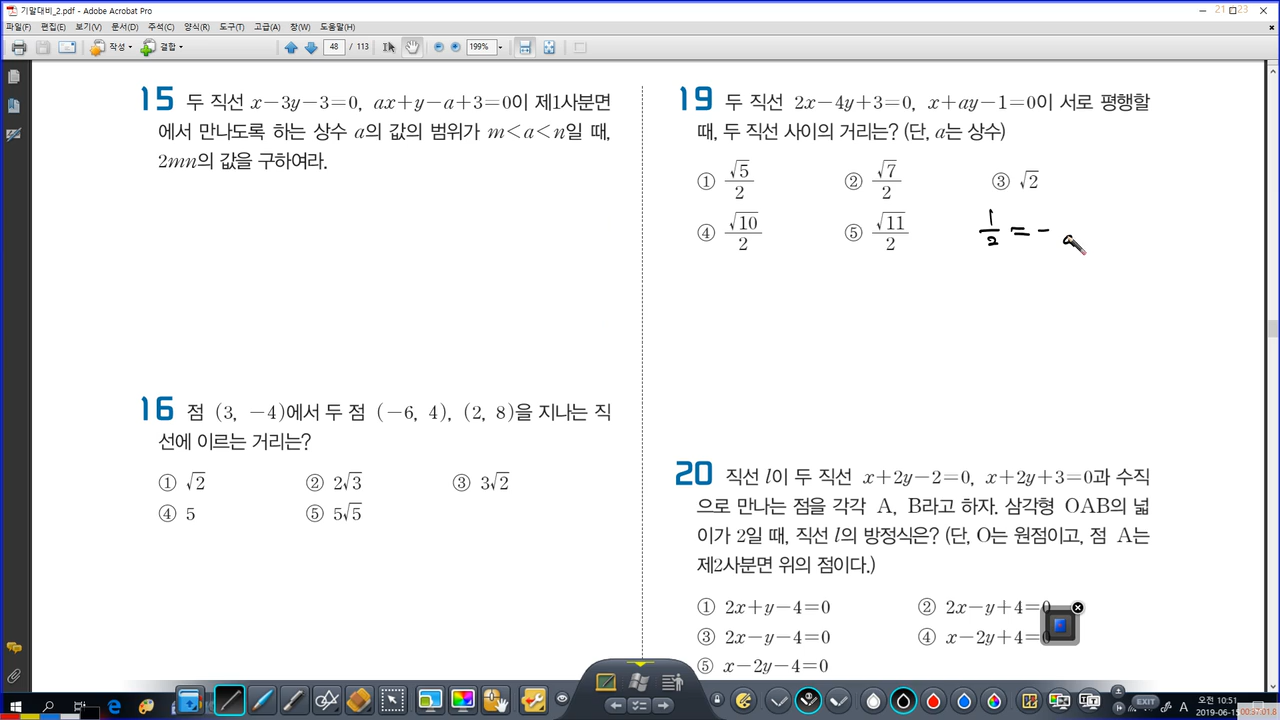 기말대비_2.pdf - Adobe Acrobat Pro
21 23
파일(F) 편집(E) 보기(V) 문서(D) 주석(C) 양식(R) 도구(T) 고급(A) 창(W) 도움말(H)
작성 결합 48 / 113 199%
15 두 직선 x-3y-3=0, ax+y-a+3=0이 제1사분면
에서 만나도록 하는 상수 a의 값의 범위가 m<a<n일 때,
2mn의 값을 구하여라.
16 점 (3, -4)에서 두 점 (-6, 4), (2, 8)을 지나는 직
선에 이르는 거리는?
① √2 ② 2√3 ③ 3√2
④ 5 ⑤ 5√5
19 두 직선 2x-4y+3=0, x+ay-1=0이 서로 평행할
때, 두 직선 사이의 거리는? (단, a는 상수)
① √5/2 ② √7/2 ③ √2
④ √10/2 ⑤ √11/2
1/2 = - a
20 직선 l이 두 직선 x+2y-2=0, x+2y+3=0과 수직
으로 만나는 점을 각각 A, B라고 하자. 삼각형 OAB의 넓
이가 2일 때, 직선 l의 방정식은? (단, O는 원점이고, 점 A는
제2사분면 위의 점이다.)
① 2x+y-4=0 ② 2x-y+4=0
③ 2x-y-4=0 ④ x-2y+4=0
⑤ x-2y-4=0
EXIT A 오전 10:51
2019-06-15
00:37:01.8